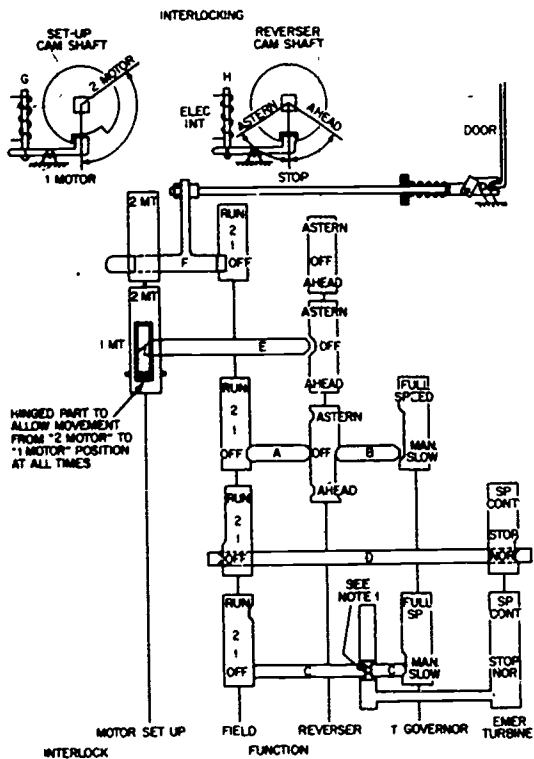 INTERLOCKING
SET-UP
CAM SHAFT
REVERSER
CAM SHAFT
G
2 MOTOR
1 MOTOR
H
ELEC
INT
ASTERN
AHEAD
STOP
DOOR
2 MT
RUN
2
1
OFF
F
ASTERN
OFF
AHEAD
2 MT
1 MT
E
ASTERN
OFF
AHEAD
HINGED PART TO
ALLOW MOVEMENT
FROM "2 MOTOR" TO
"1 MOTOR" POSITION
AT ALL TIMES
RUN
2
1
OFF
A
ASTERN
OFF
AHEAD
B
FULL
SPEED
MAN.
SLOW
RUN
2
1
OFF
D
SP
CONT
STOP
NOR
SEE
NOTE 1
RUN
2
1
OFF
C
C
FULL
SP
MAN.
SLOW
SP
CONT
STOP
NOR
MOTOR SET UP
FIELD
REVERSER
T GOVERNOR
EMER
TURBINE
INTERLOCK
FUNCTION